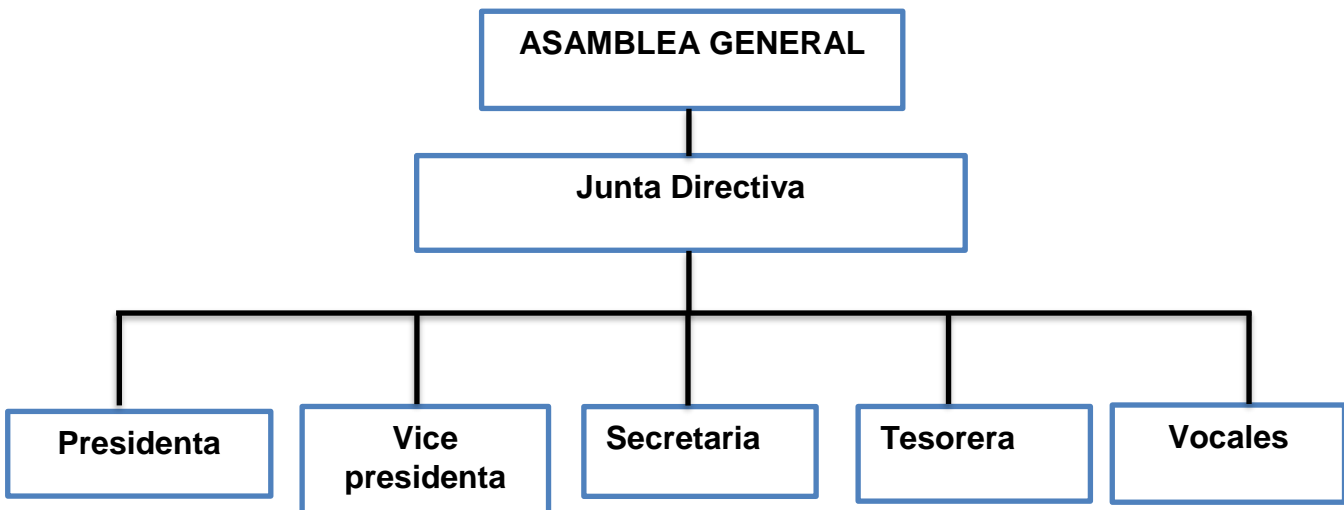 ASAMBLEA GENERAL
Junta Directiva
Presidenta
Vice
presidenta
Secretaria
Tesorera
Vocales